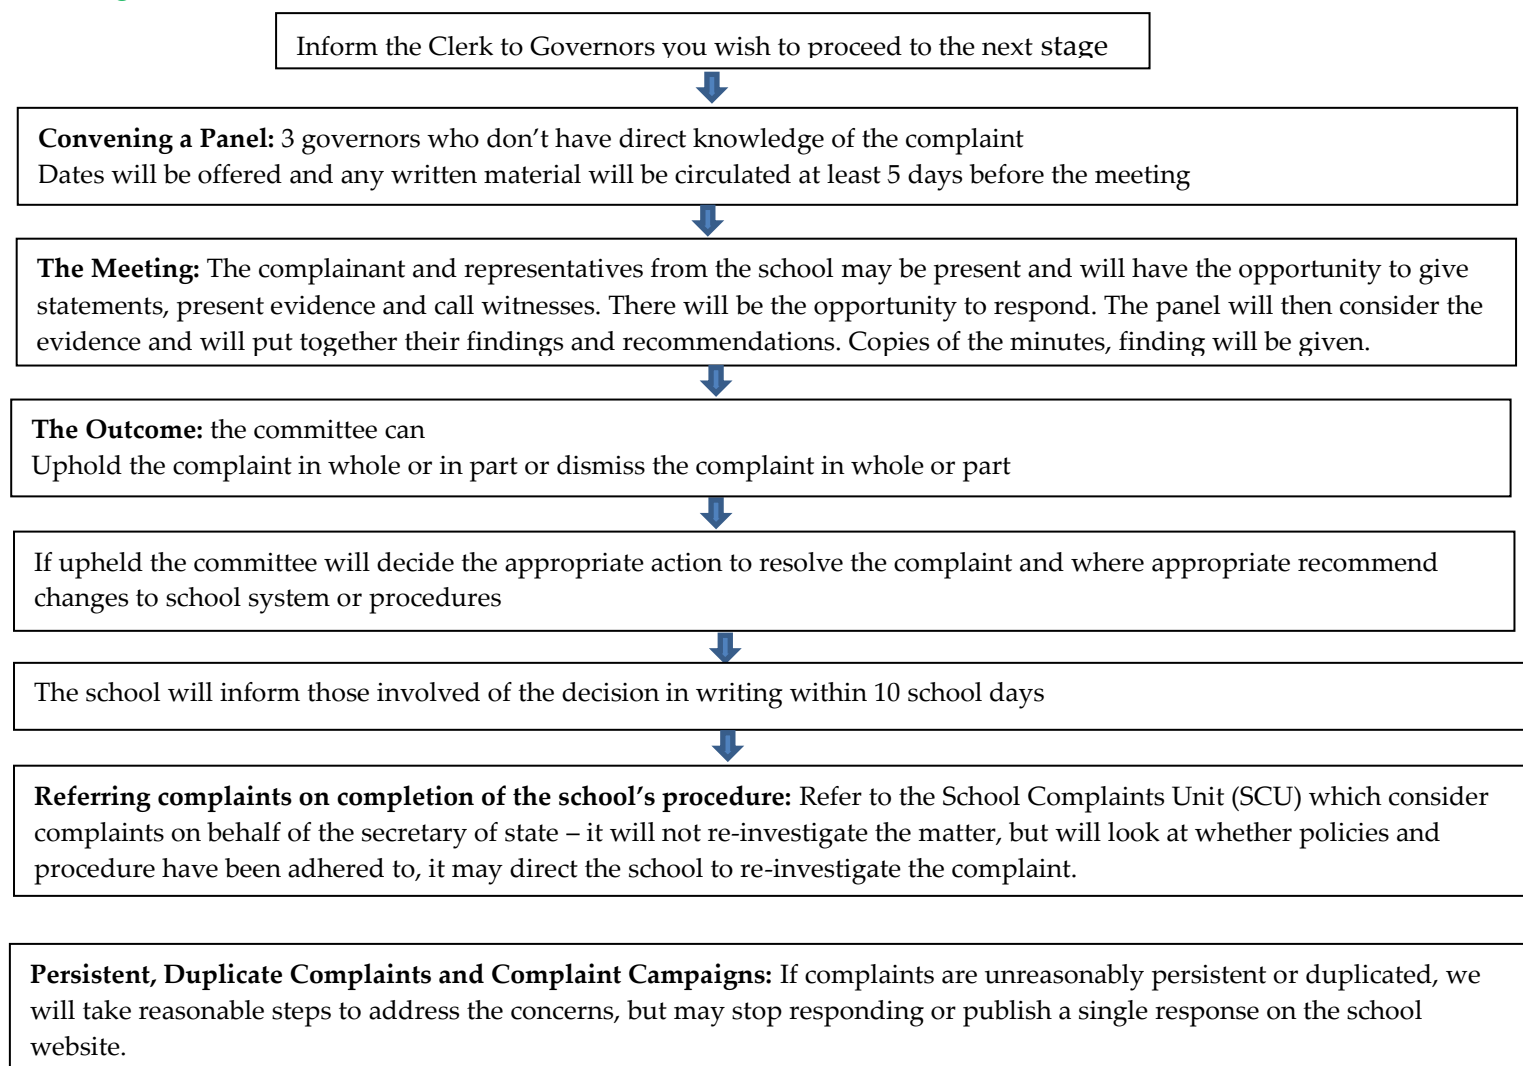 Inform the Clerk to Governors you wish to proceed to the next stage
Convening a Panel: 3 governors who don’t have direct knowledge of the complaint
Dates will be offered and any written material will be circulated at least 5 days before the meeting
The Meeting: The complainant and representatives from the school may be present and will have the opportunity to give
statements, present evidence and call witnesses. There will be the opportunity to respond. The panel will then consider the
evidence and will put together their findings and recommendations. Copies of the minutes, finding will be given.
The Outcome: the committee can
Uphold the complaint in whole or in part or dismiss the complaint in whole or part
If upheld the committee will decide the appropriate action to resolve the complaint and where appropriate recommend
changes to school system or procedures
The school will inform those involved of the decision in writing within 10 school days
Referring complaints on completion of the school’s procedure: Refer to the School Complaints Unit (SCU) which consider
complaints on behalf of the secretary of state – it will not re-investigate the matter, but will look at whether policies and
procedure have been adhered to, it may direct the school to re-investigate the complaint.
Persistent, Duplicate Complaints and Complaint Campaigns: If complaints are unreasonably persistent or duplicated, we
will take reasonable steps to address the concerns, but may stop responding or publish a single response on the school
website.